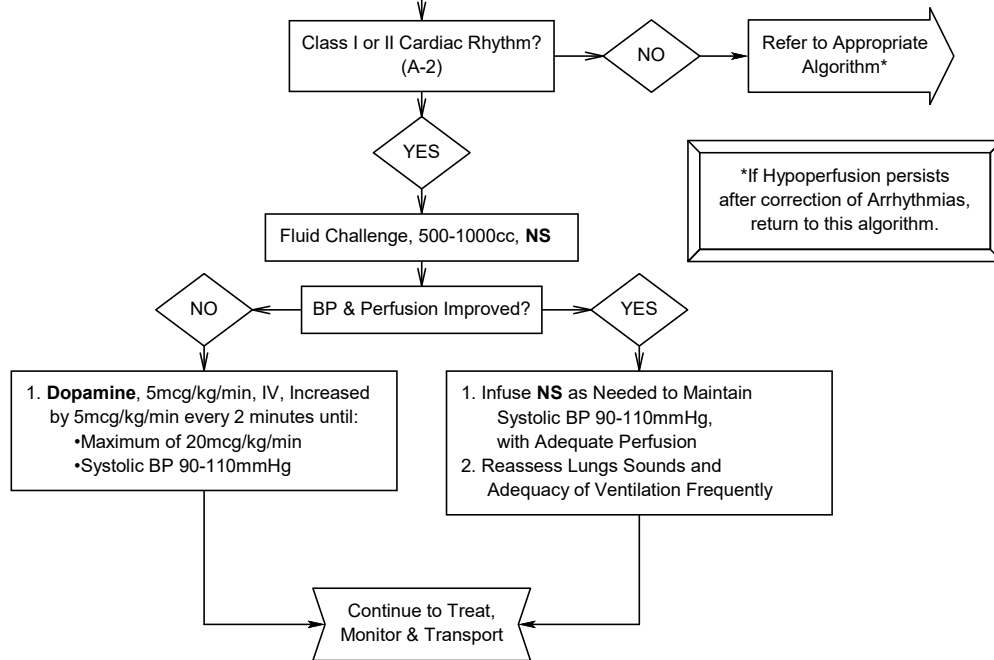 Class I or II Cardiac Rhythm?
(A-2)
NO
Refer to Appropriate
Algorithm*
YES
*If Hypoperfusion persists
after correction of Arrhythmias,
return to this algorithm.
Fluid Challenge, 500-1000cc, NS
NO
BP & Perfusion Improved?
YES
1. Dopamine, 5mcg/kg/min, IV, Increased
by 5mcg/kg/min every 2 minutes until:
•Maximum of 20mcg/kg/min
•Systolic BP 90-110mmHg
1. Infuse NS as Needed to Maintain
Systolic BP 90-110mmHg,
with Adequate Perfusion
2. Reassess Lungs Sounds and
Adequacy of Ventilation Frequently
Continue to Treat,
Monitor & Transport